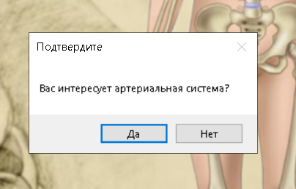 Подтвердите
Вас интересует артериальная система?
Да
Нет